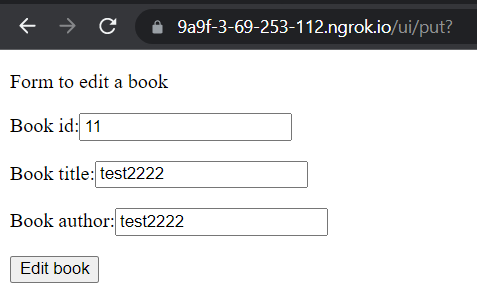 9a9f-3-69-253-112.ngrok.io/ui/put?
Form to edit a book
Book id: 11
Book title: test2222
Book author: test2222
Edit book